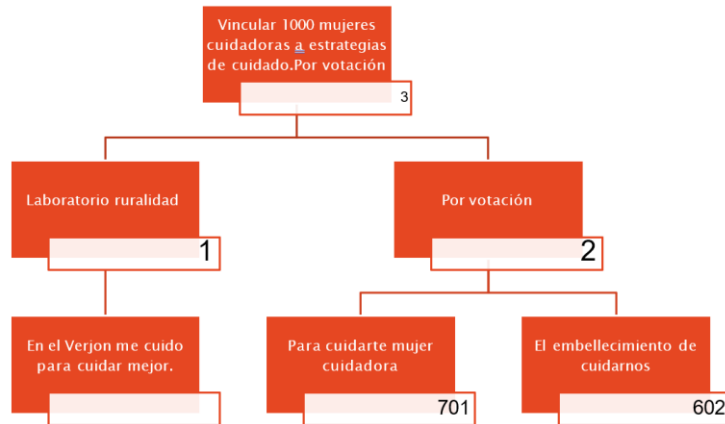 Vincular 1000 mujeres
cuidadoras a estrategias
de cuidado.Por votación
3
Laboratorio ruralidad
1
Por votación
2
En el Verjon me cuido
para cuidar mejor.
Para cuidarte mujer
cuidadora
701
El embellecimiento de
cuidarnos
602